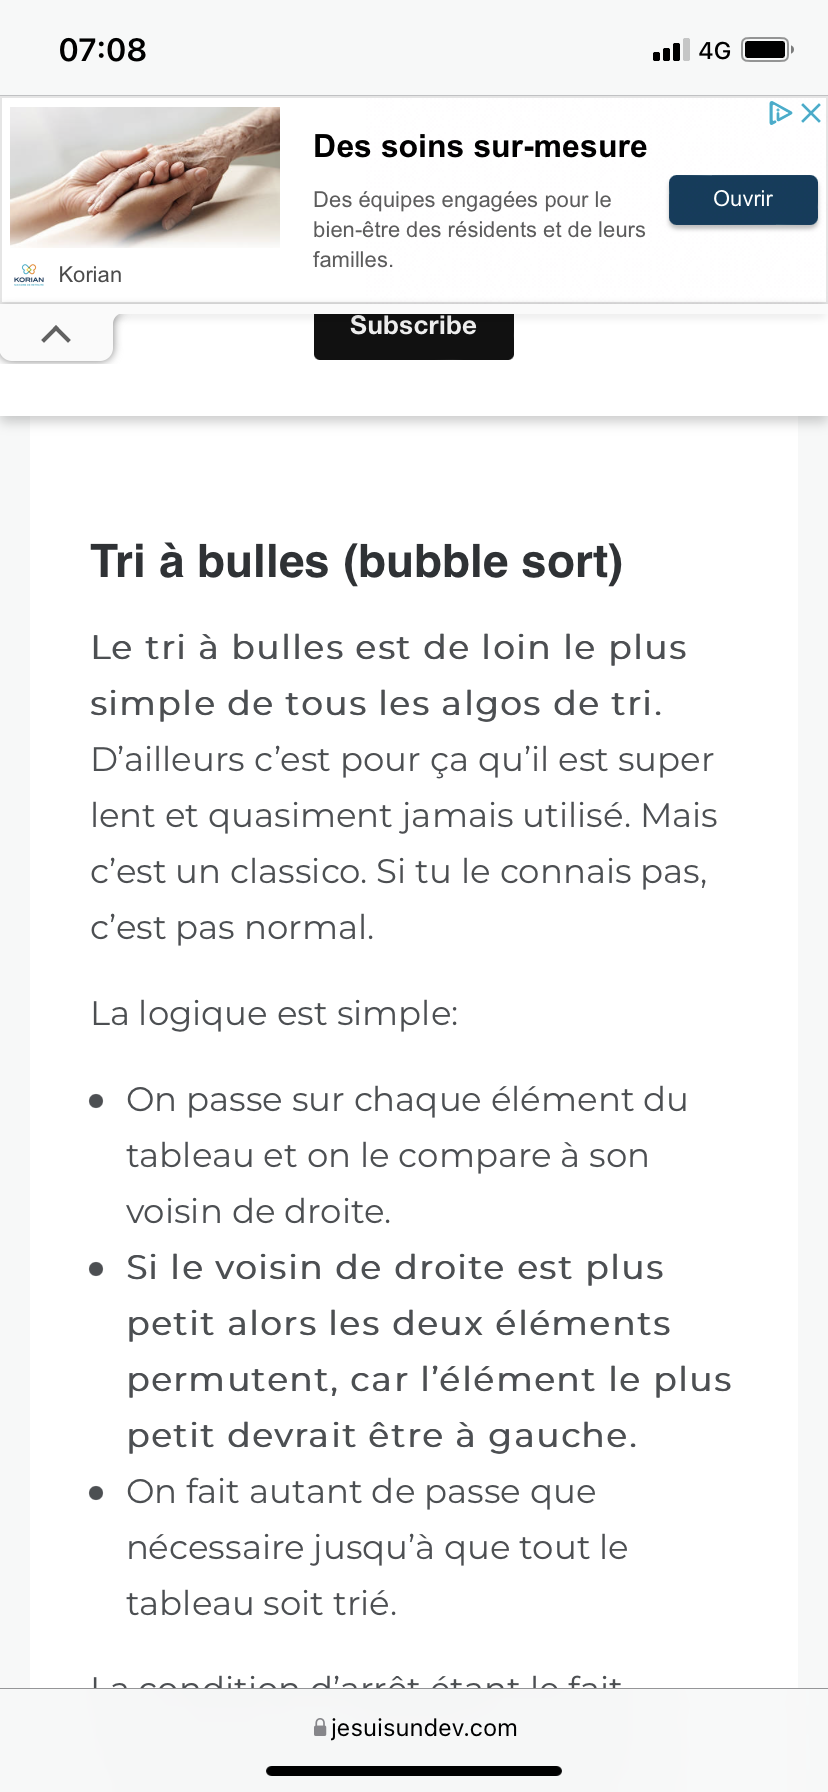 07:08
4G
Des soins sur-mesure
Des équipes engagées pour le
bien-être des résidents et de leurs
familles.
Ouvrir
KORIAN
Korian
Subscribe
Tri à bulles (bubble sort)
Le tri à bulles est de loin le plus
simple de tous les algos de tri.
D’ailleurs c’est pour ça qu’il est super
lent et quasiment jamais utilisé. Mais
c’est un classico. Si tu le connais pas,
c’est pas normal.
La logique est simple:
• On passe sur chaque élément du
tableau et on le compare à son
voisin de droite.
• Si le voisin de droite est plus
petit alors les deux éléments
permutent, car l’élément le plus
petit devrait être à gauche.
• On fait autant de passe que
nécessaire jusqu’à que tout le
tableau soit trié.
La condition d’arrêt étant le fait
jesuisundev.com